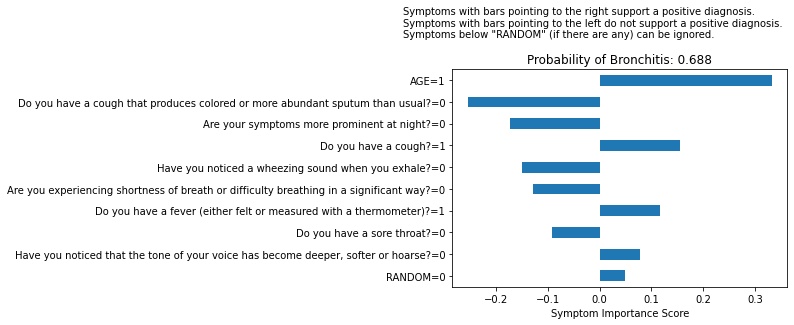 Symptoms with bars pointing to the right support a positive diagnosis.
Symptoms with bars pointing to the left do not support a positive diagnosis.
Symptoms below "RANDOM" (if there are any) can be ignored.
Probability of Bronchitis: 0.688
AGE=1
Do you have a cough that produces colored or more abundant sputum than usual?=0
Are your symptoms more prominent at night?=0
Do you have a cough?=1
Have you noticed a wheezing sound when you exhale?=0
Are you experiencing shortness of breath or difficulty breathing in a significant way?=0
Do you have a fever (either felt or measured with a thermometer)?=1
Do you have a sore throat?=0
Have you noticed that the tone of your voice has become deeper, softer or hoarse?=0
RANDOM=0
−0.2 −0.1 0.0 0.1 0.2 0.3
Symptom Importance Score